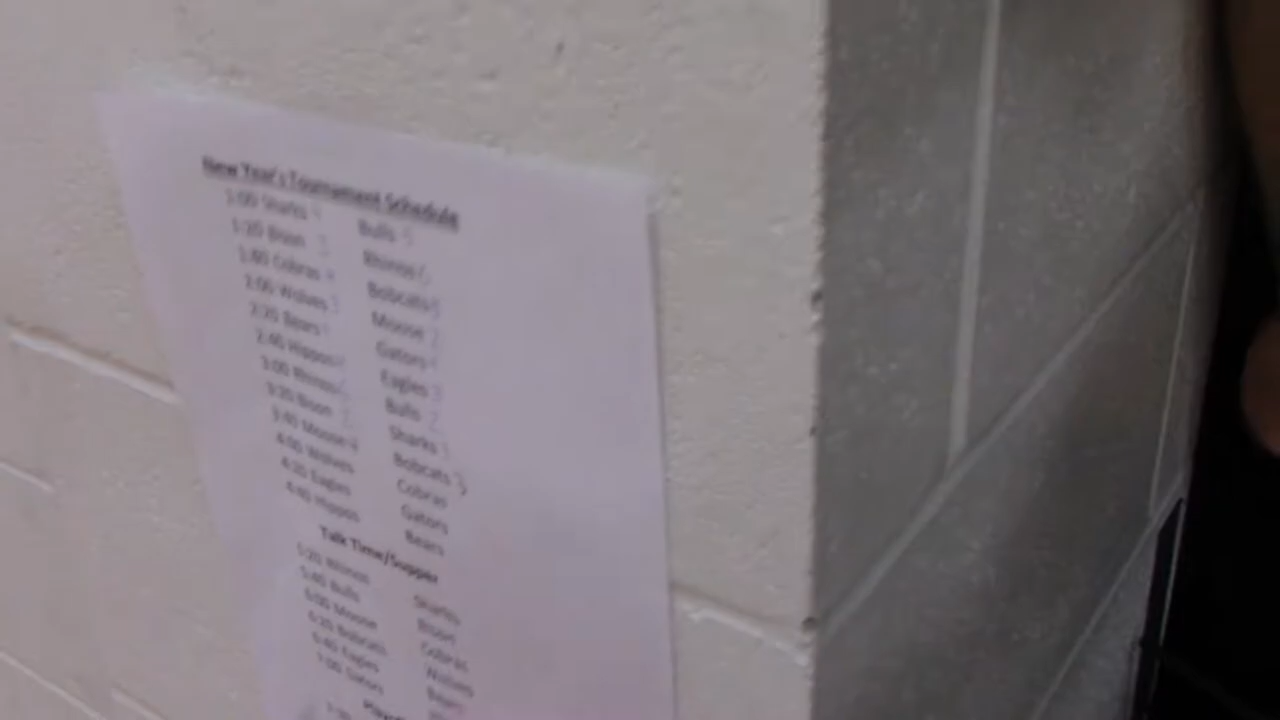 New Year's Tournament Schedule
1:00 Sharks Bulls
1:20 Bison Rhinos
1:40 Cobras Bobcats
2:00 Wolves Moose
2:20 Bears Gators
2:40 Hippos Eagles
3:00 Rhinos Bulls
3:20 Bison Sharks
3:40 Moose Bobcats
4:00 Wolves Cobras
4:20 Eagles Gators
4:40 Hippos Bears
Talk Time/Supper
5:20 Rhinos Sharks
5:40 Bulls Bison
6:00 Moose Cobras
6:20 Bobcats Wolves
6:40 Eagles Bears
7:00 Gators